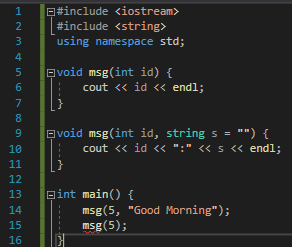 1 #include <iostream>
2 #include <string>
3 using namespace std;
4
5 void msg(int id) {
6 cout << id << endl;
7 }
8
9 void msg(int id, string s = "") {
10 cout << id << ":" << s << endl;
11 }
12
13 int main() {
14 msg(5, "Good Morning");
15 msg(5);
16 }